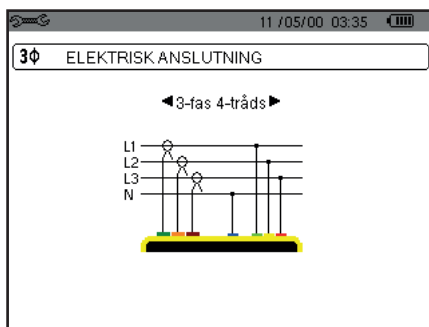 11/05/00 03:35
3Φ ELEKTRISK ANSLUTNING
◄3-fas 4-tråds►
L1
L2
L3
N